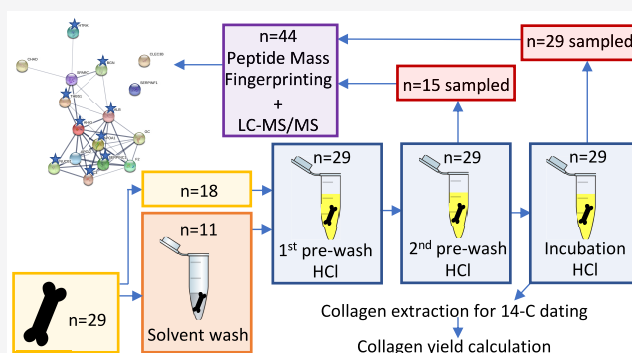 n=44
Peptide Mass
Fingerprinting
+
LC-MS/MS
n=29 sampled
n=15 sampled
n=18
n=11
Solvent wash
n=29
n=29
1st pre-wash
HCl
n=29
2nd pre-wash
HCl
n=29
Incubation
HCl
Collagen extraction for 14-C dating
Collagen yield calculation